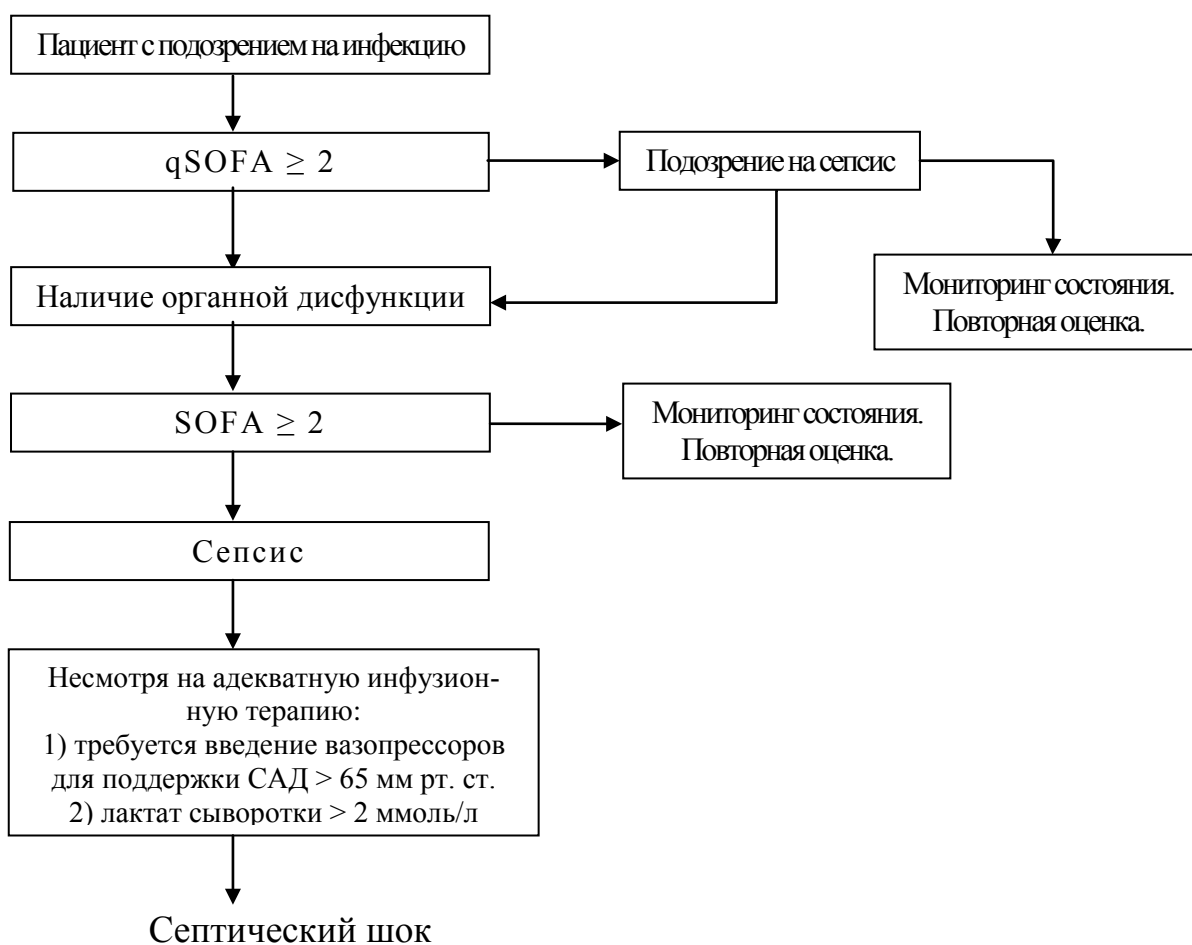 Пациент с подозрением на инфекцию
qSOFA ≥ 2
Подозрение на сепсис
Наличие органной дисфункции
Мониторинг состояния.
Повторная оценка.
SOFA ≥ 2
Мониторинг состояния.
Повторная оценка.
Сепсис
Несмотря на адекватную инфузион-
ную терапию:
1) требуется введение вазопрессоров
для поддержки САД > 65 мм рт. ст.
2) лактат сыворотки > 2 ммоль/л
Септический шок